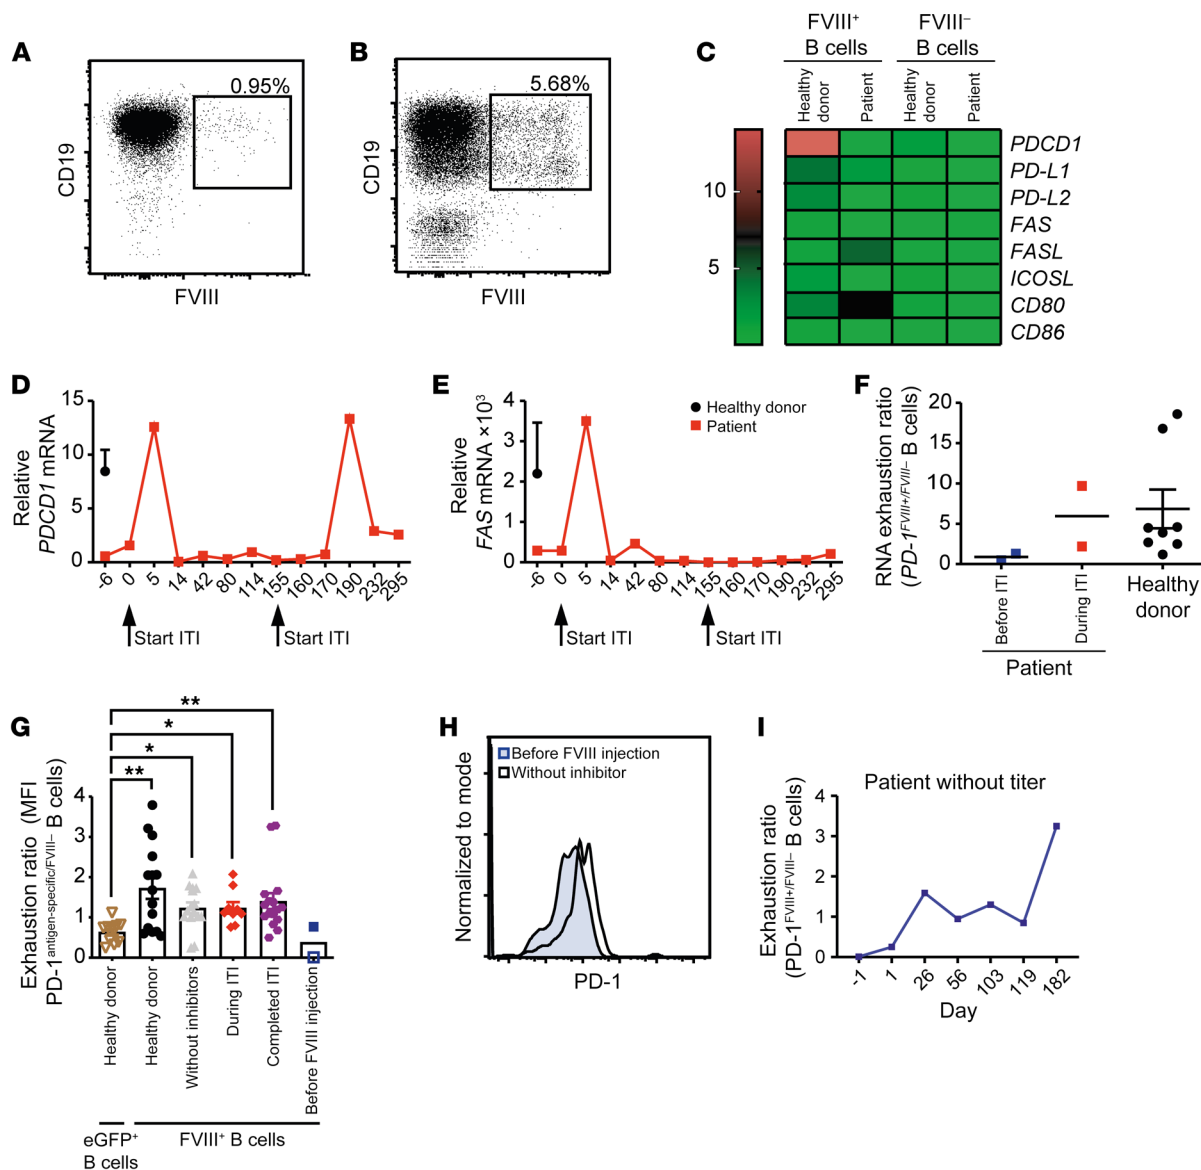 A
0.95%
CD19
FVIII
B
5.68%
CD19
FVIII
C
FVIII⁺
B cells
FVIII⁻
B cells
Healthy
donor
Patient
Healthy
donor
Patient
10
5
PDCD1
PD-L1
PD-L2
FAS
FASL
ICOSL
CD80
CD86
D
Relative
PDCD1 mRNA
15
10
5
0
-6 0 5 14 42 80 114 155 160 170 190 232 295
Start ITI
Start ITI
E
Relative
FAS mRNA ×10³
4
3
2
1
0
Healthy donor
Patient
-6 0 5 14 42 80 114 155 160 170 190 232 295
Start ITI
Start ITI
F
RNA exhaustion ratio
(PD-1FVIII+/FVIII– B cells)
20
15
10
5
0
Before ITI
During ITI
Healthy
donor
Patient
G
Exhaustion ratio (MFI
PD-1antigen-specific/FVIII– B cells)
4
3
2
1
0
**
*
*
**
Healthy donor
Healthy donor
Without inhibitors
During ITI
Completed ITI
Before FVIII injection
eGFP⁺
B cells
FVIII⁺ B cells
H
Normalized to mode
Before FVIII injection
Without inhibitor
PD-1
I
Patient without titer
Exhaustion ratio
(PD-1FVIII+/FVIII– B cells)
4
3
2
1
0
-1 1 26 56 103 119 182
Day